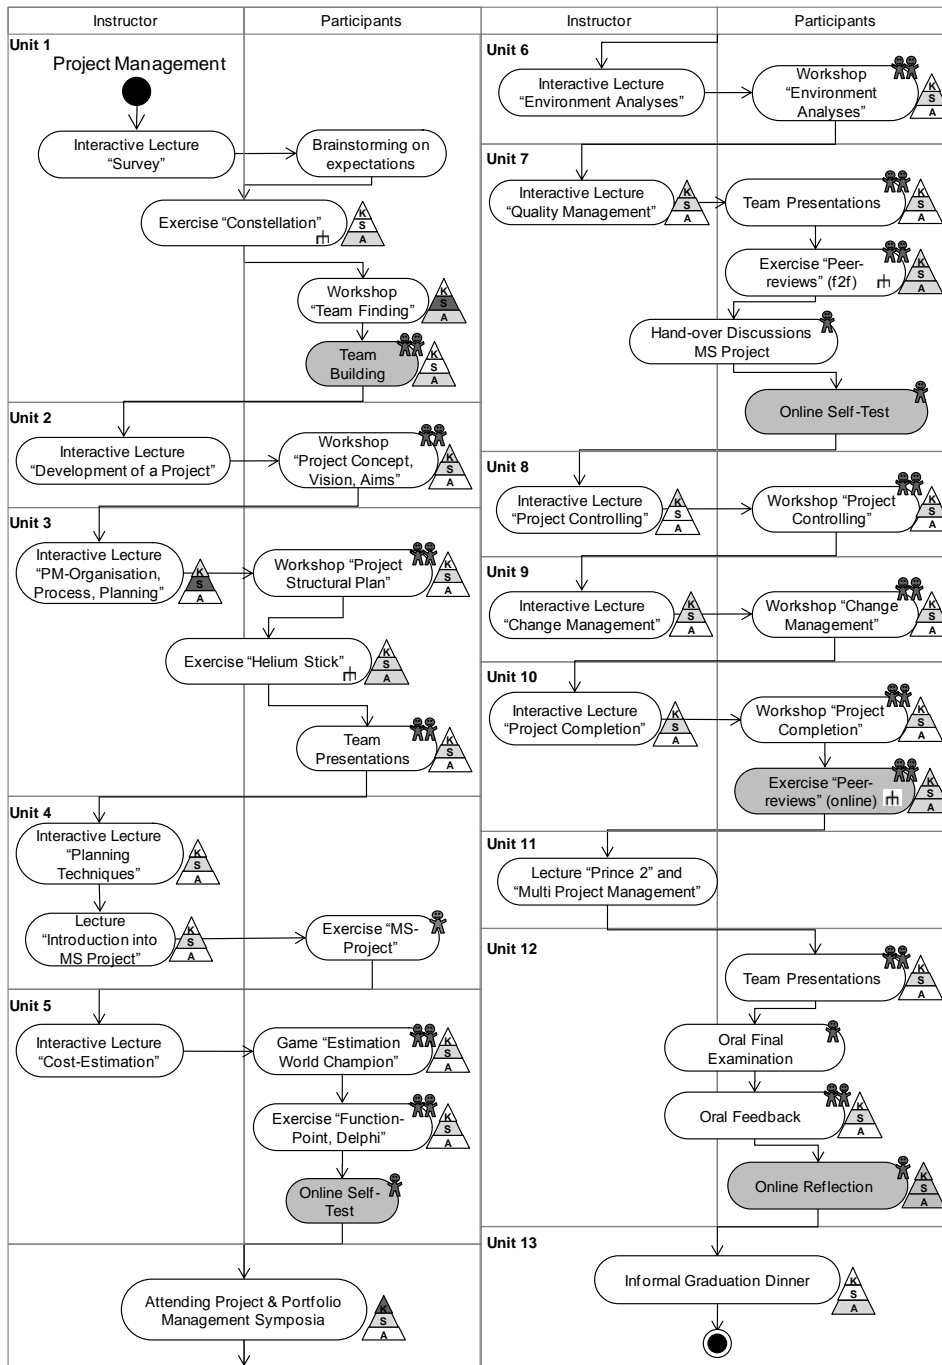 Instructor
Participants
Unit 1
Project Management
Interactive Lecture
“Survey”
Brainstorming on
expectations
Exercise “Constellation”
K
S
A
Workshop
“Team Finding”
K
S
A
Team
Building
K
S
A
Unit 2
Interactive Lecture
“Development of a Project”
Workshop
“Project Concept,
Vision, Aims”
K
S
A
Unit 3
Interactive Lecture
“PM-Organisation,
Process, Planning”
K
S
A
Workshop “Project
Structural Plan”
K
S
A
Exercise “Helium Stick”
K
S
A
Team
Presentations
K
S
A
Unit 4
Interactive Lecture
“Planning
Techniques”
K
S
A
Lecture
“Introduction into
MS Project”
K
S
A
Exercise “MS-
Project”
Unit 5
Interactive Lecture
“Cost-Estimation”
Game “Estimation
World Champion”
K
S
A
Exercise “Function-
Point, Delphi”
K
S
A
Online Self-
Test
Attending Project & Portfolio
Management Symposia
K
S
A
Instructor
Participants
Unit 6
Interactive Lecture
“Environment Analyses”
Workshop
“Environment
Analyses”
K
S
A
Unit 7
Interactive Lecture
“Quality Management”
K
S
A
Team Presentations
K
S
A
Exercise “Peer-
reviews” (f2f)
K
S
A
Hand-over Discussions
MS Project
Online Self-Test
Unit 8
Interactive Lecture
“Project Controlling”
K
S
A
Workshop “Project
Controlling”
K
S
A
Unit 9
Interactive Lecture
“Change Management”
K
S
A
Workshop “Change
Management”
K
S
A
Unit 10
Interactive Lecture
“Project Completion”
K
S
A
Workshop “Project
Completion”
K
S
A
Exercise “Peer-
reviews” (online)
K
S
A
Unit 11
Lecture “Prince 2” and
“Multi Project Management”
Unit 12
Team Presentations
K
S
A
Oral Final
Examination
Oral Feedback
K
S
A
Online Reflection
K
S
A
Unit 13
Informal Graduation Dinner
K
S
A